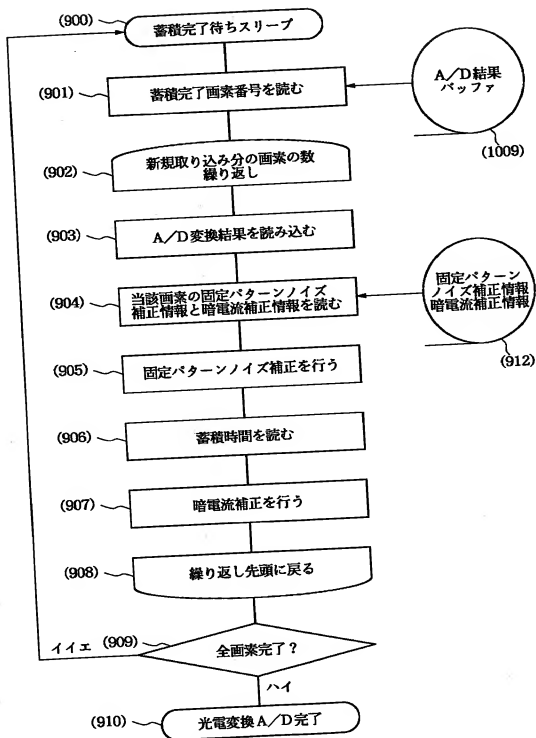 (900)
蓄積完了待ちスリープ
(901)
蓄積完了画素番号を読む
A/D結果
バッファ
(1009)
(902)
新規取り込み分の画素の数
繰り返し
(903)
A/D変換結果を読み込む
(904)
当該画素の固定パターンノイズ
補正情報と暗電流補正情報を読む
固定パターン
ノイズ補正情報
暗電流補正情報
(912)
(905)
固定パターンノイズ補正を行う
(906)
蓄積時間を読む
(907)
暗電流補正を行う
(908)
繰り返し先頭に戻る
イイエ
(909)
全画素完了?
ハイ
(910)
光電変換A/D完了